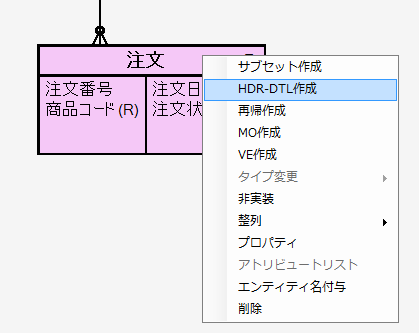 注文
注文番号
商品コード(R)
注文日
注文状
サブセット作成
HDR-DTL作成
再帰作成
MO作成
VE作成
タイプ変更
非実装
整列
プロパティ
アトリビュートリスト
エンティティ名付与
削除